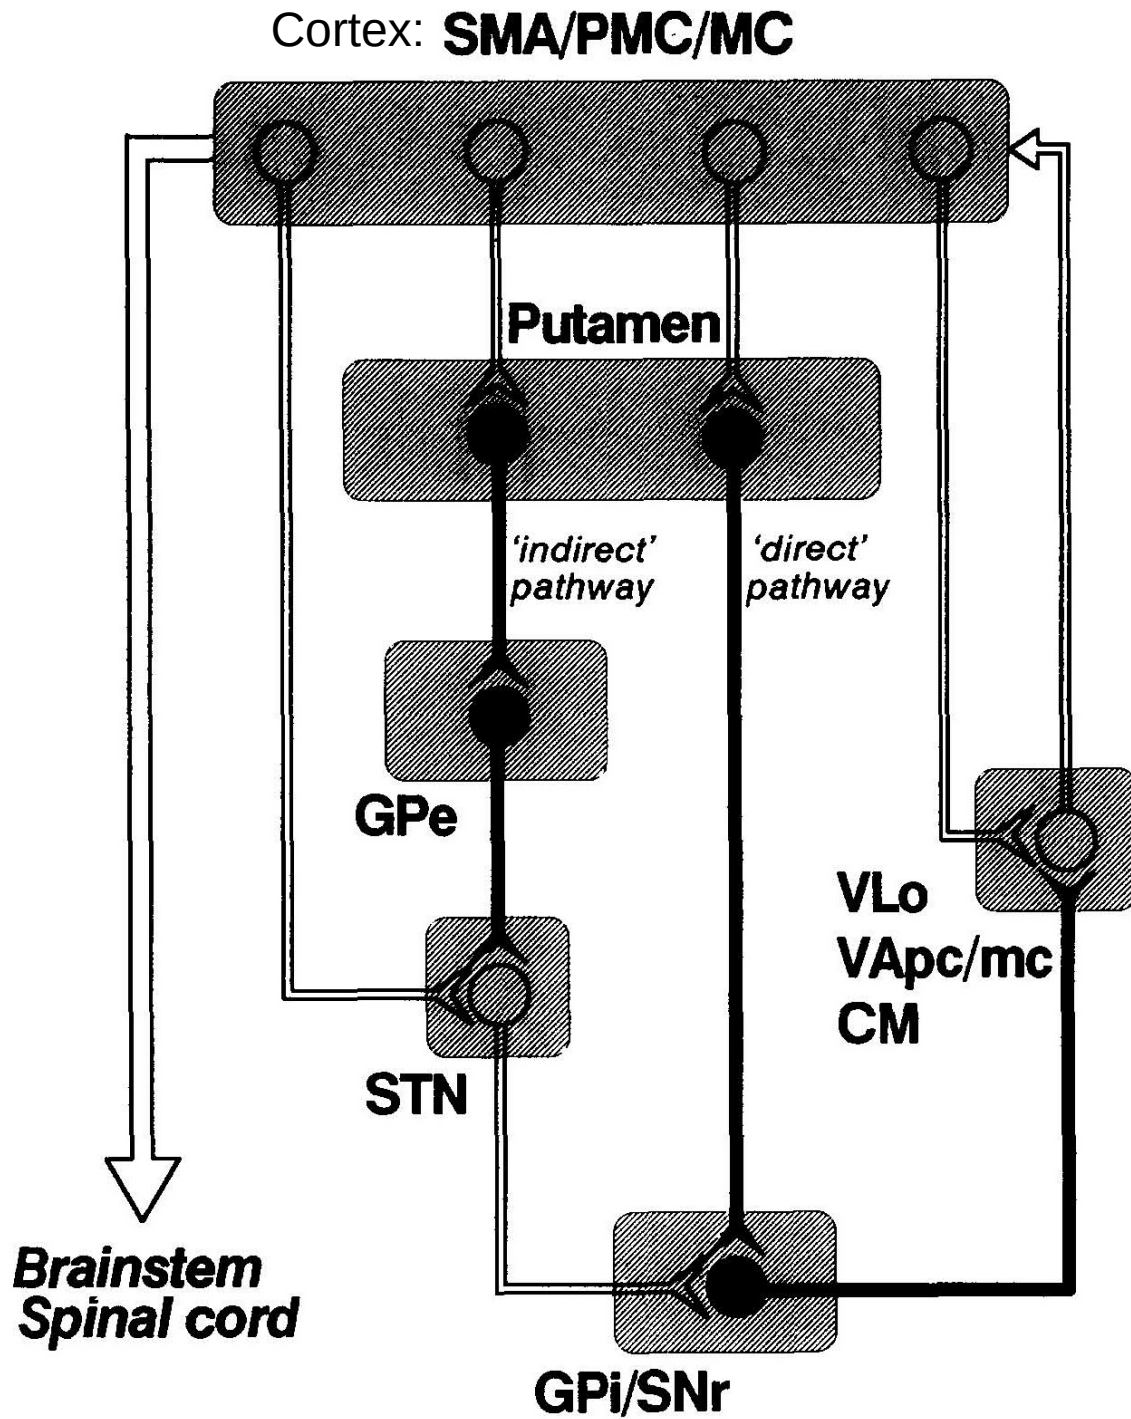 Cortex: SMA/PMC/MC
Putamen
'indirect'
pathway
'direct'
pathway
GPe
VLo
VApc/mc
CM
STN
Brainstem
Spinal cord
GPi/SNr